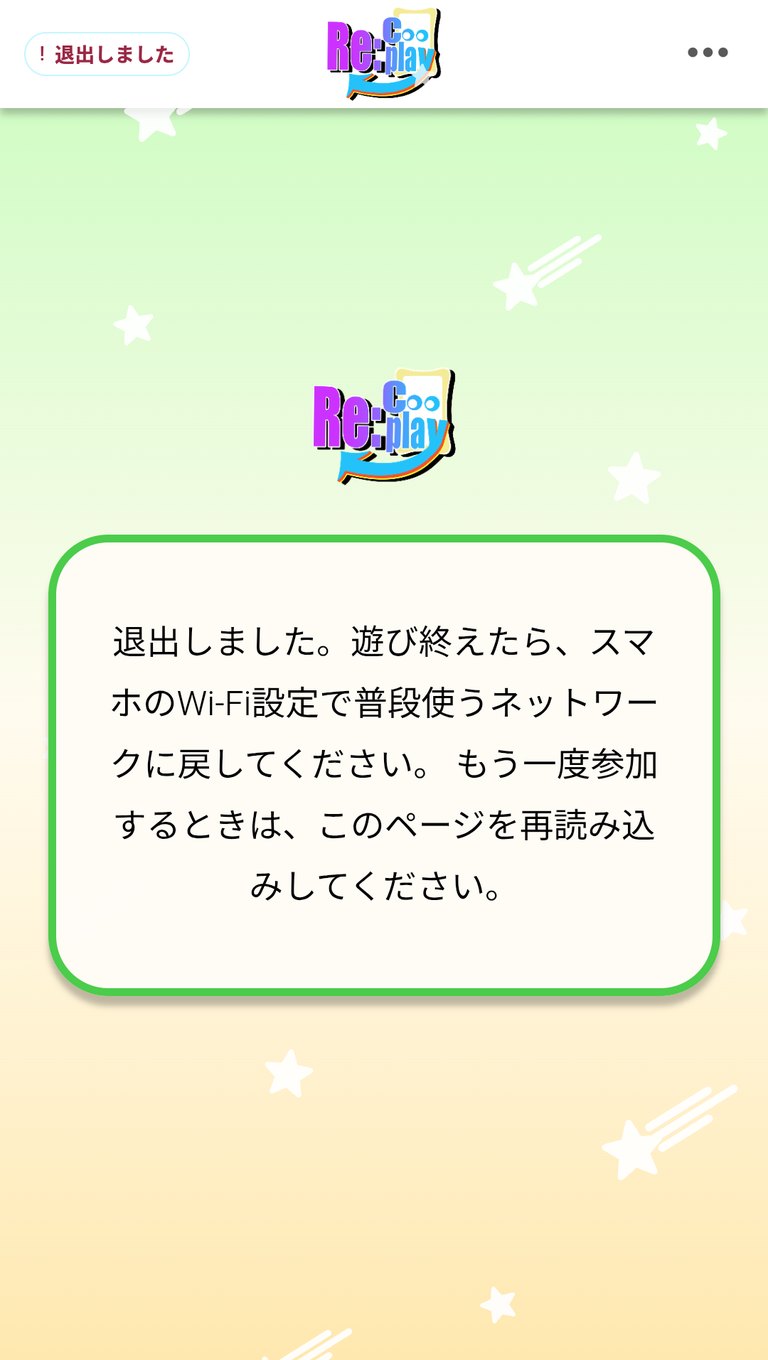 ! 退出しました
Re:Coo
play
Re:Coo
play
退出しました。遊び終えたら、スマ
ホのWi-Fi設定で普段使うネットワー
クに戻してください。 もう一度参加
するときは、このページを再読み込
みしてください。